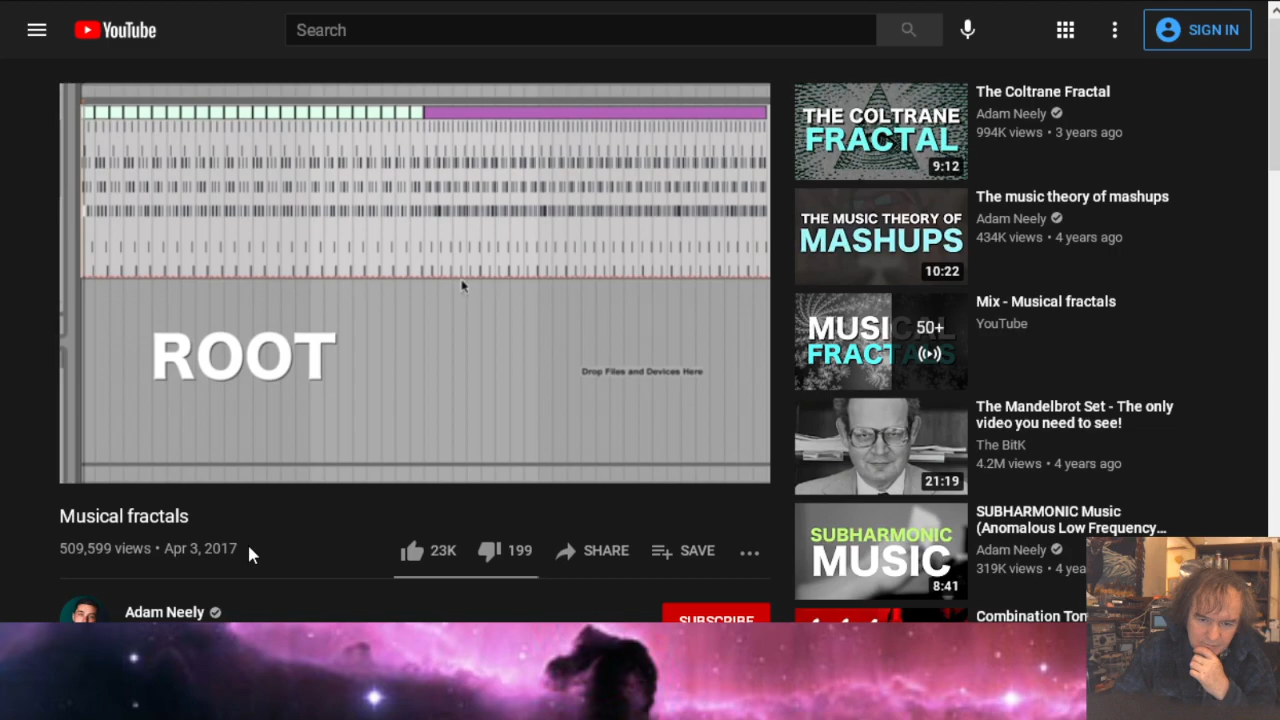 YouTube
Search
SIGN IN
ROOT
Drop Files and Devices Here
Musical fractals
509,599 views • Apr 3, 2017
23K
199
SHARE
SAVE
Adam Neely
SUBSCRIBE
THE COLTRANE
FRACTAL
9:12
The Coltrane Fractal
Adam Neely
994K views • 3 years ago
THE MUSIC THEORY OF
MASHUPS
10:22
The music theory of mashups
Adam Neely
434K views • 4 years ago
MUSICAL
FRACTALS
50+
Mix - Musical fractals
YouTube
21:19
The Mandelbrot Set - The only
video you need to see!
The BitK
4.2M views • 4 years ago
SUBHARMONIC
MUSIC
8:41
SUBHARMONIC Music
(Anomalous Low Frequency...
Adam Neely
319K views • 4 yea
Combination Ton